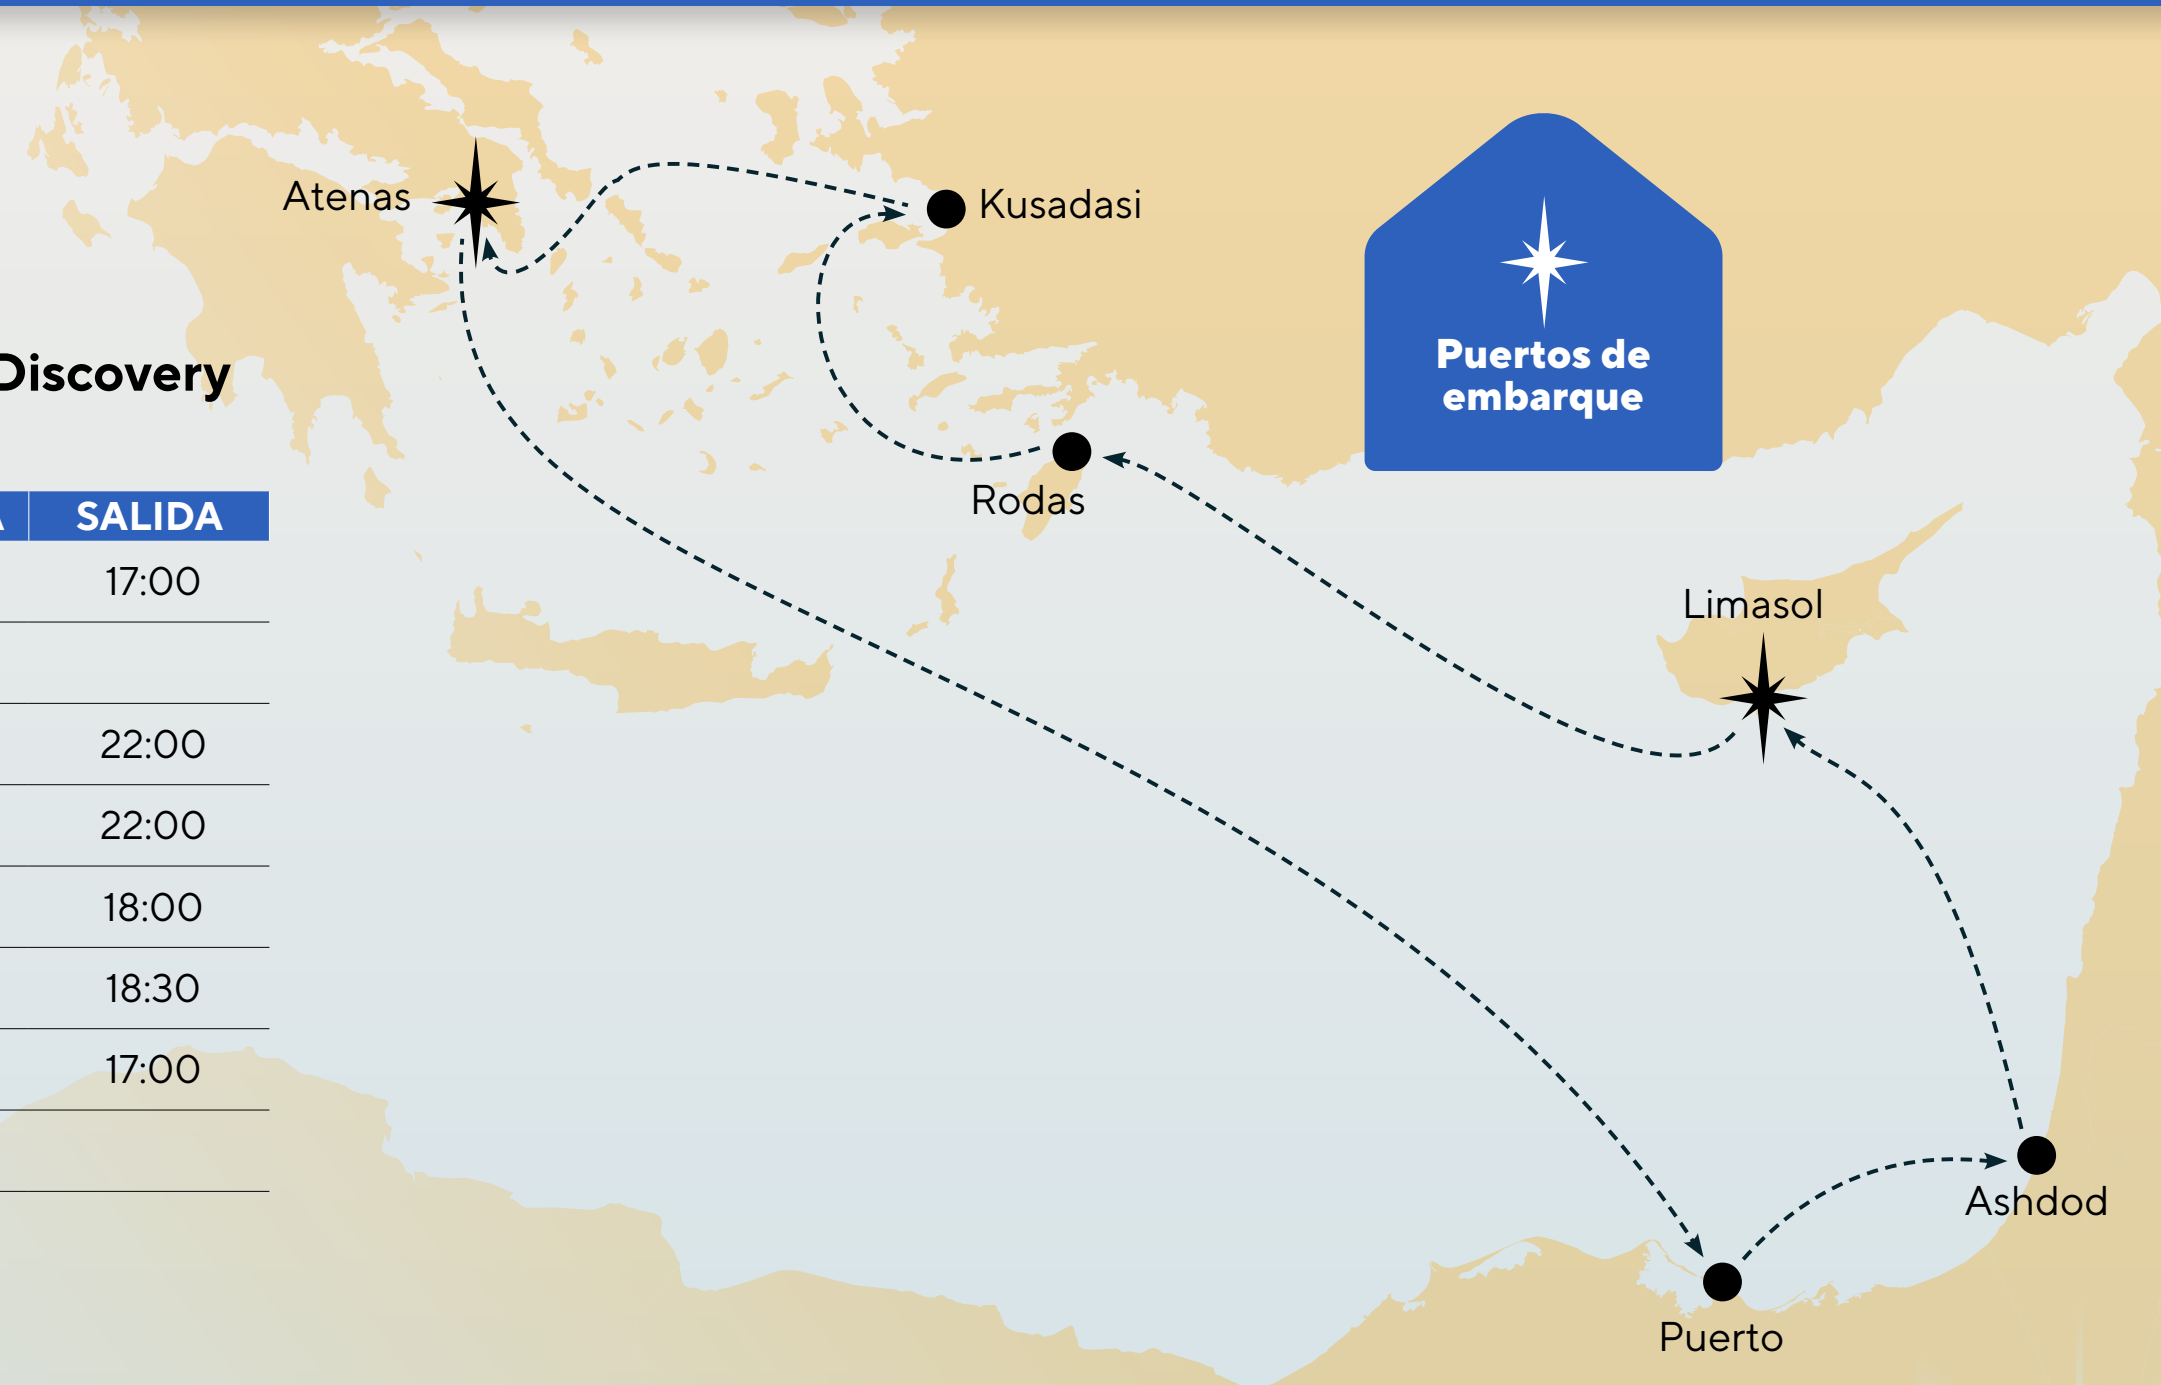 Atenas
Kusadasi
Puertos de
embarque
Discovery
Rodas
SALIDA
17:00
Limasol
22:00
22:00
18:00
18:30
17:00
Ashdod
Puerto